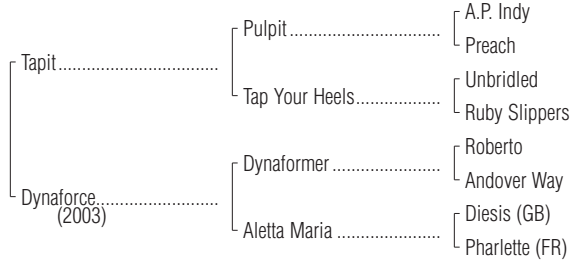 A.P. Indy
Pulpit
Preach
Tapit
Unbridled
Tap Your Heels
Ruby Slippers
Roberto
Dynaformer
Andover Way
Dynaforce
(2003)
Diesis (GB)
Aletta Maria
Pharlette (FR)